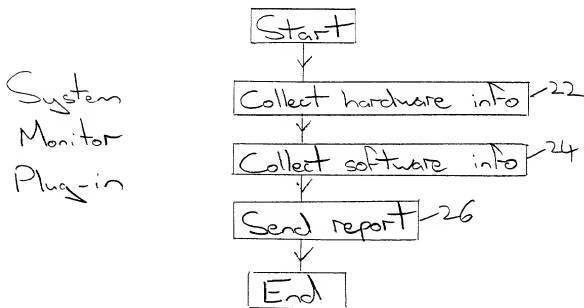 Start
System
Monitor
Plug-in
Collect hardware info 22
Collect software info 24
Send report 26
End